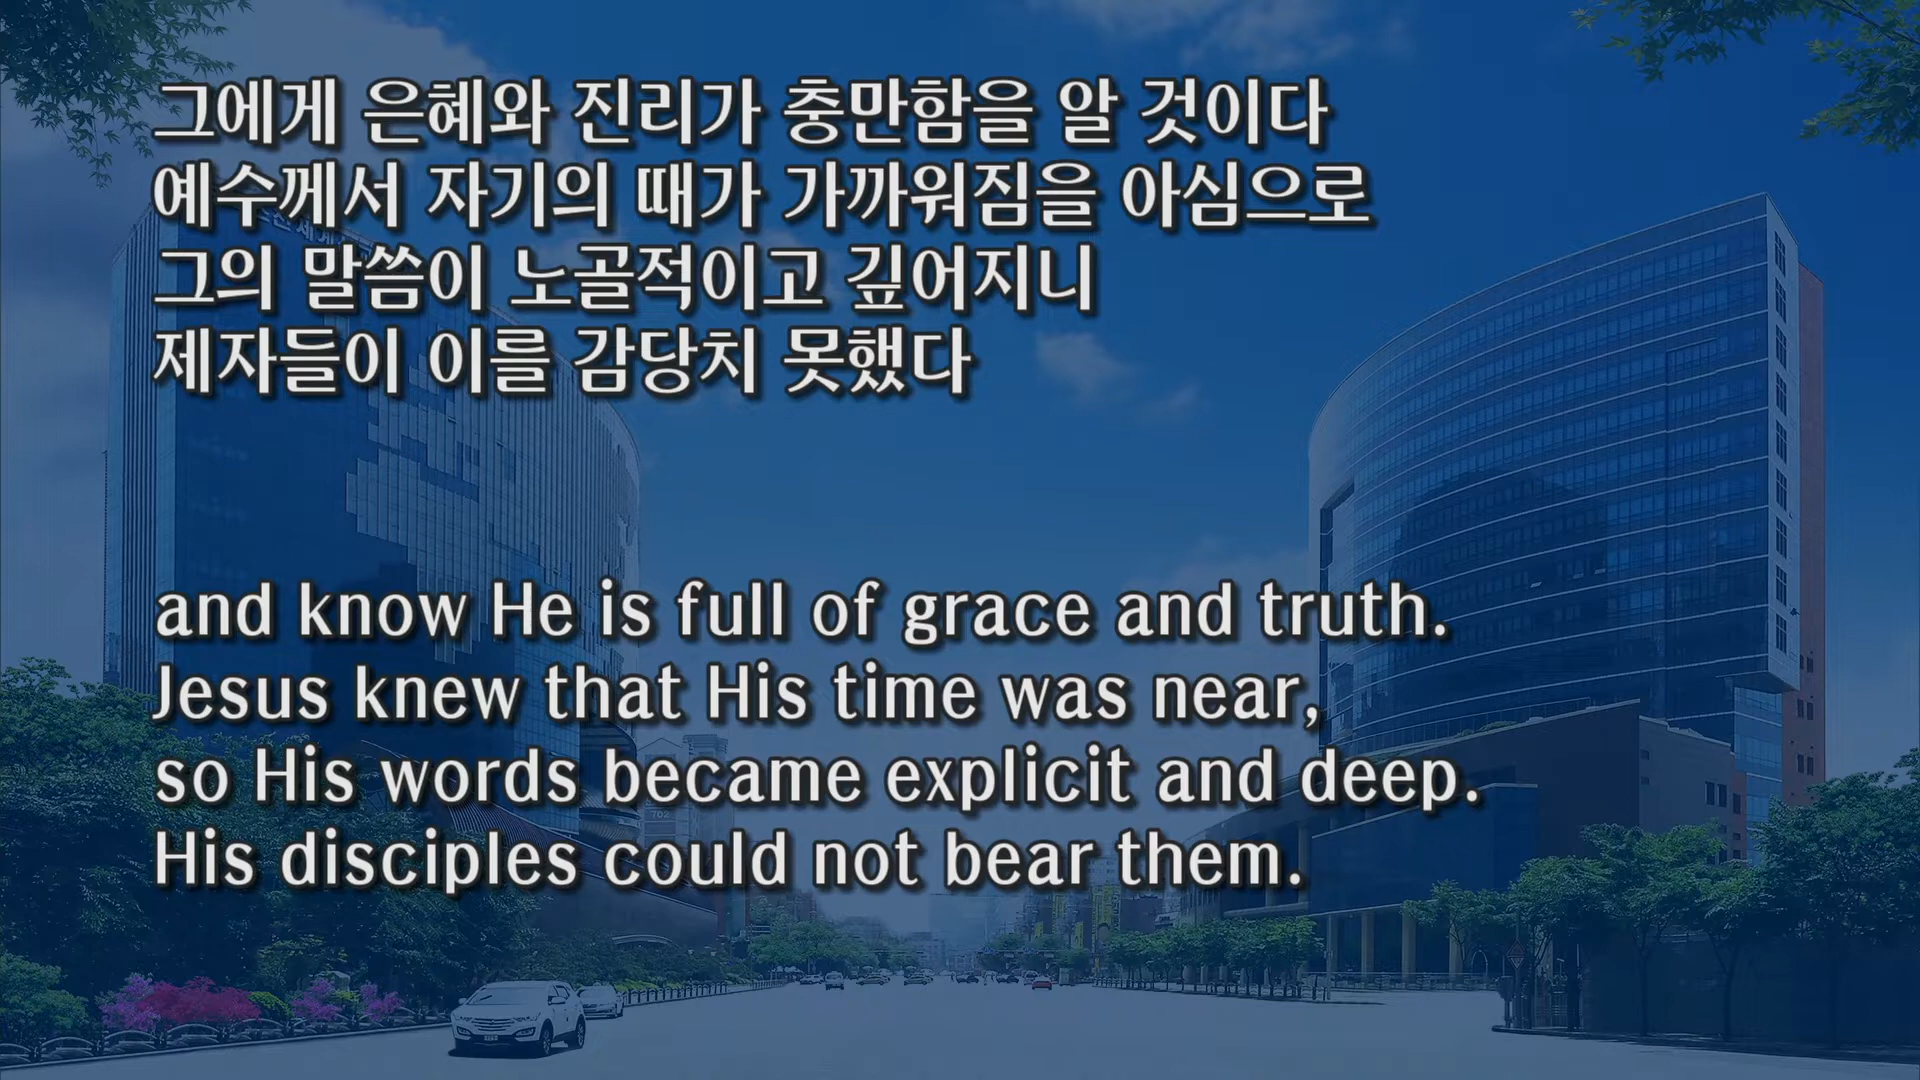 그에게 은혜와 진리가 충만함을 알 것이다
예수께서 자기의 때가 가까워짐을 아심으로
그의 말씀이 노골적이고 깊어지니
제자들이 이를 감당치 못했다
and know He is full of grace and truth.
Jesus knew that His time was near,
so His words became explicit and deep.
His disciples could not bear them.